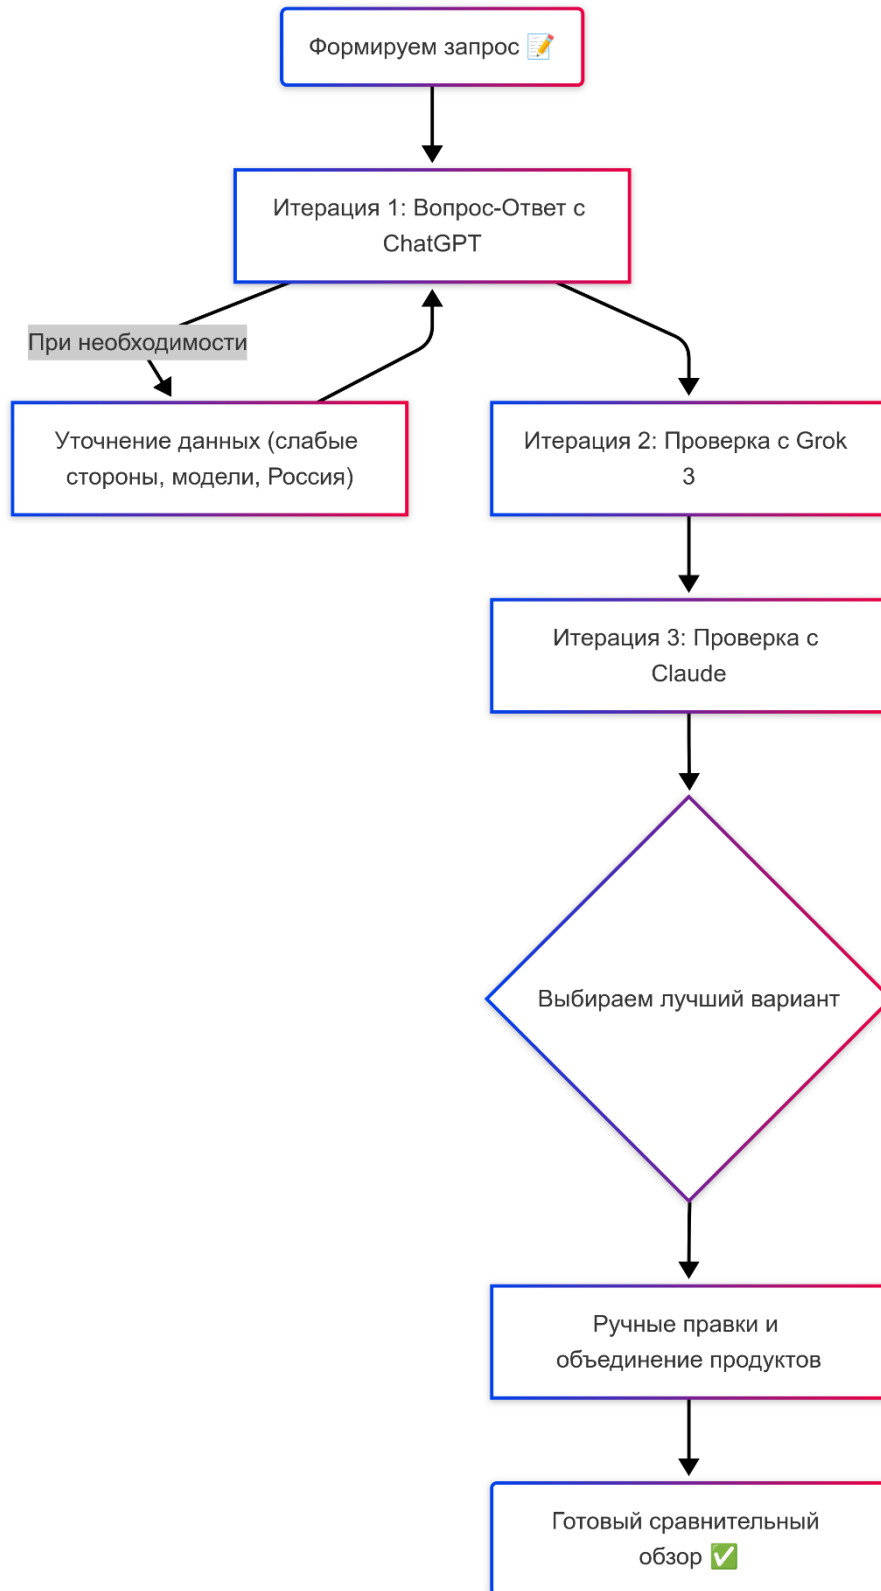 Формируем запрос 📝
Итерация 1: Вопрос-Ответ с
ChatGPT
При необходимости
Уточнение данных (слабые
стороны, модели, Россия)
Итерация 2: Проверка с Grok
3
Итерация 3: Проверка с
Claude
Выбираем лучший вариант
Ручные правки и
объединение продуктов
Готовый сравнительный
обзор ✅